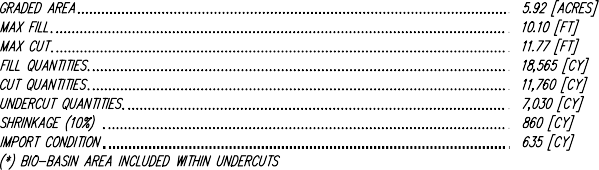 GRADED AREA ........ 5.92 [ACRES]
MAX FILL ........ 10.10 [FT]
MAX CUT ........ 11.77 [FT]
FILL QUANTITIES ........ 18,565 [CY]
CUT QUANTITIES ........ 11,760 [CY]
UNDERCUT QUANTITIES ........ 7,030 [CY]
SHRINKAGE (10%) ........ 860 [CY]
IMPORT CONDITION ........ 635 [CY]
(*) BIO-BASIN AREA INCLUDED WITHIN UNDERCUTS